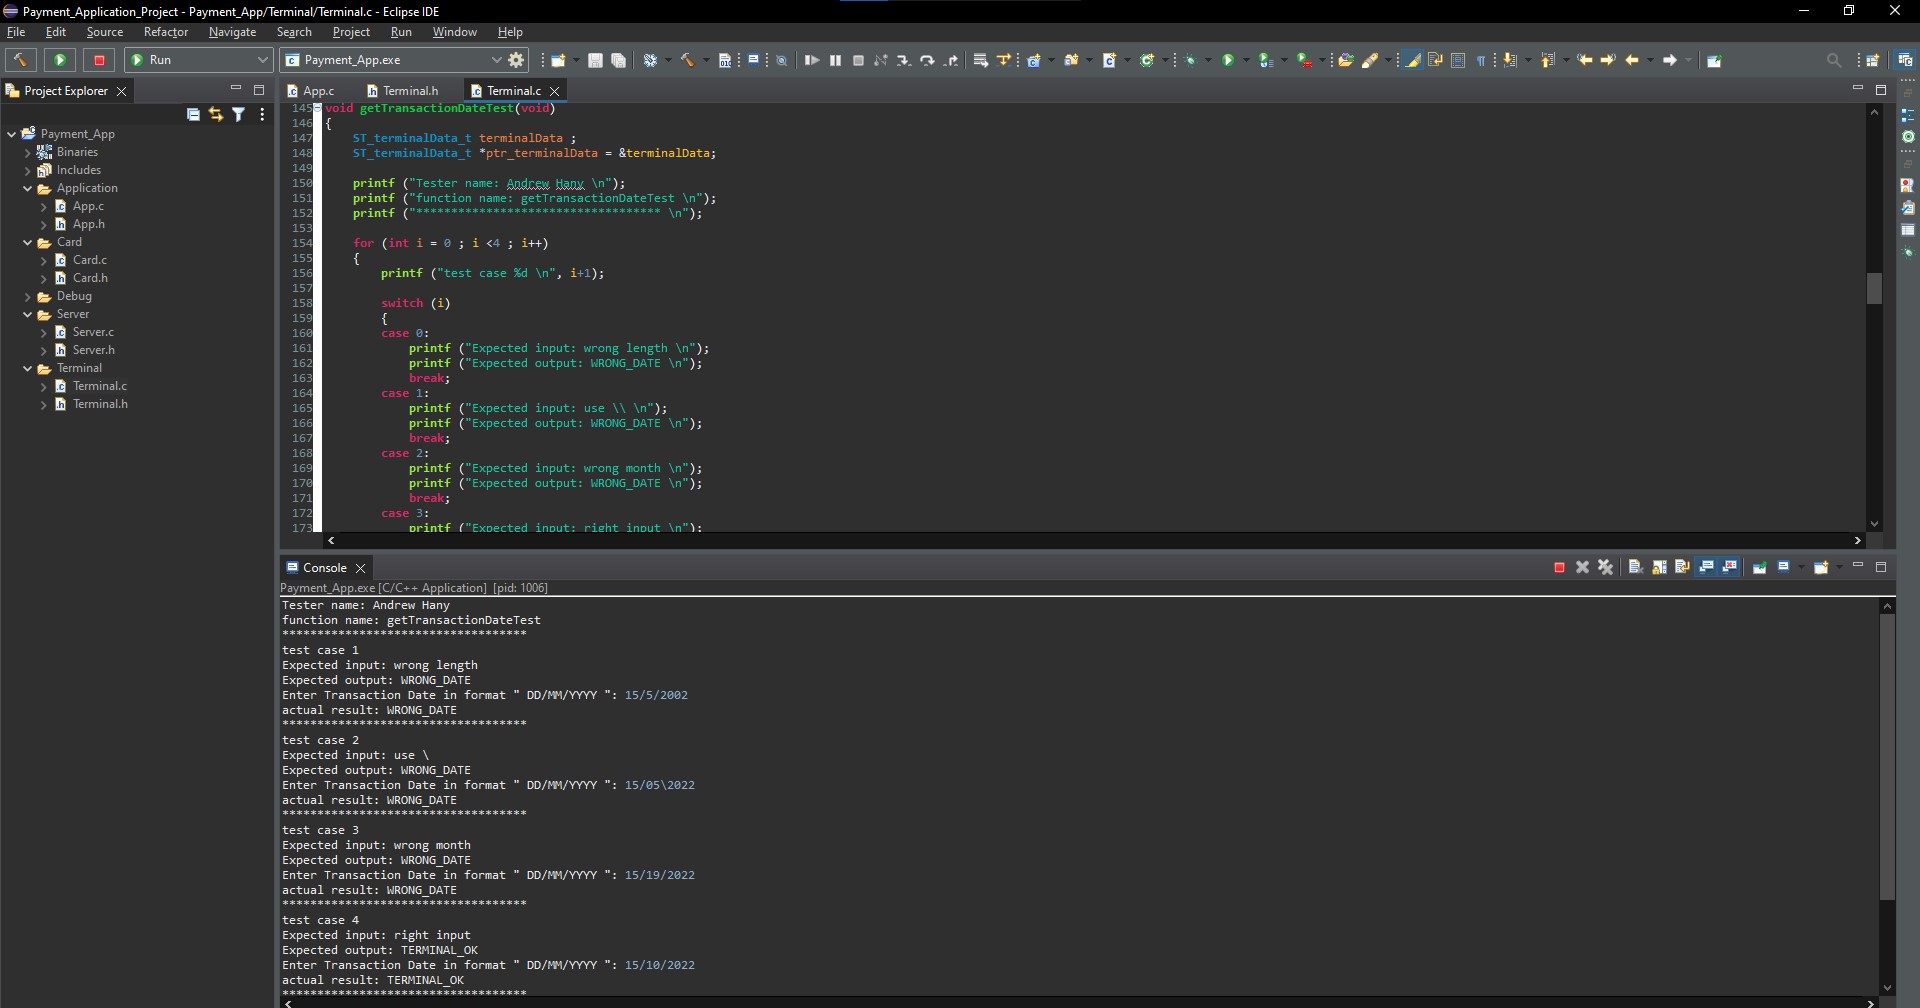 Payment_Application_Project - Payment_App/Terminal/Terminal.c - Eclipse IDE
File Edit Source Refactor Navigate Search Project Run Window Help
Run
Payment_App.exe
Project Explorer
Payment_App
Binaries
Includes
Application
App.c
App.h
Card
Card.c
Card.h
Debug
Server
Server.c
Server.h
Terminal
Terminal.c
Terminal.h
App.c Terminal.h Terminal.c
145 void getTransactionDateTest(void)
146 {
147 ST_terminalData_t terminalData ;
148 ST_terminalData_t *ptr_terminalData = &terminalData;
149
150 printf ("Tester name: Andrew Hany \n");
151 printf ("function name: getTransactionDateTest \n");
152 printf ("*********************************** \n");
153
154 for (int i = 0 ; i <4 ; i++)
155 {
156 printf ("test case %d \n", i+1);
157
158 switch (i)
159 {
160 case 0:
161 printf ("Expected input: wrong length \n");
162 printf ("Expected output: WRONG_DATE \n");
163 break;
164 case 1:
165 printf ("Expected input: use \\ \n");
166 printf ("Expected output: WRONG_DATE \n");
167 break;
168 case 2:
169 printf ("Expected input: wrong month \n");
170 printf ("Expected output: WRONG_DATE \n");
171 break;
172 case 3:
173 printf ("Expected input: right input \n");
Console
Payment_App.exe [C/C++ Application] [pid: 1006]
Tester name: Andrew Hany
function name: getTransactionDateTest
***********************************
test case 1
Expected input: wrong length
Expected output: WRONG_DATE
Enter Transaction Date in format " DD/MM/YYYY ": 15/5/2002
actual result: WRONG_DATE
***********************************
test case 2
Expected input: use \
Expected output: WRONG_DATE
Enter Transaction Date in format " DD/MM/YYYY ": 15/05\2022
actual result: WRONG_DATE
***********************************
test case 3
Expected input: wrong month
Expected output: WRONG_DATE
Enter Transaction Date in format " DD/MM/YYYY ": 15/19/2022
actual result: WRONG_DATE
***********************************
test case 4
Expected input: right input
Expected output: TERMINAL_OK
Enter Transaction Date in format " DD/MM/YYYY ": 15/10/2022
actual result: TERMINAL_OK
***********************************